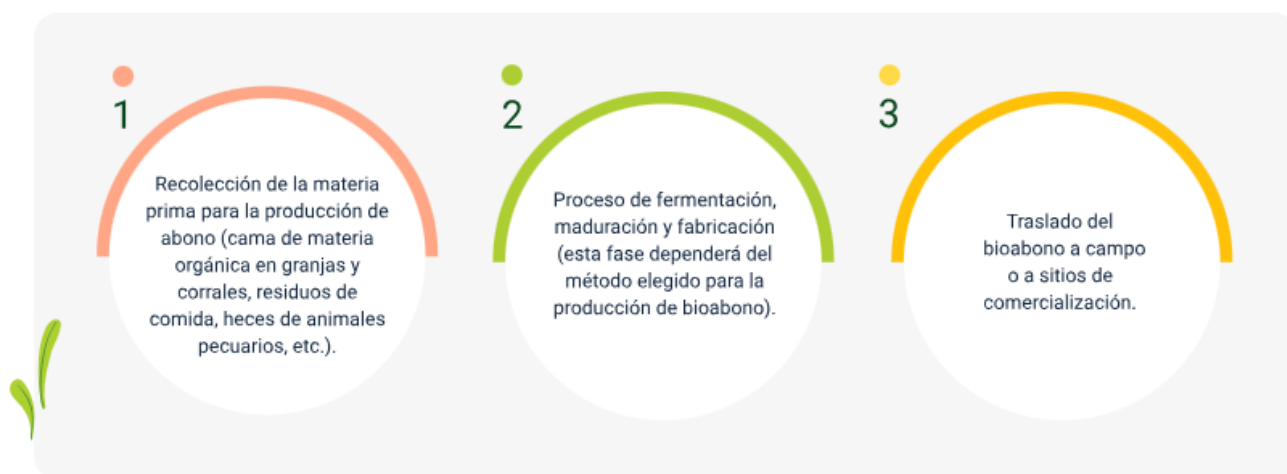 1
Recolección de la materia
prima para la producción de
abono (cama de materia
orgánica en granjas y
corrales, residuos de
comida, heces de animales
pecuarios, etc.).
2
Proceso de fermentación,
maduración y fabricación
(esta fase dependerá del
método elegido para la
producción de bioabono).
3
Traslado del
bioabono a campo
o a sitios de
comercialización.